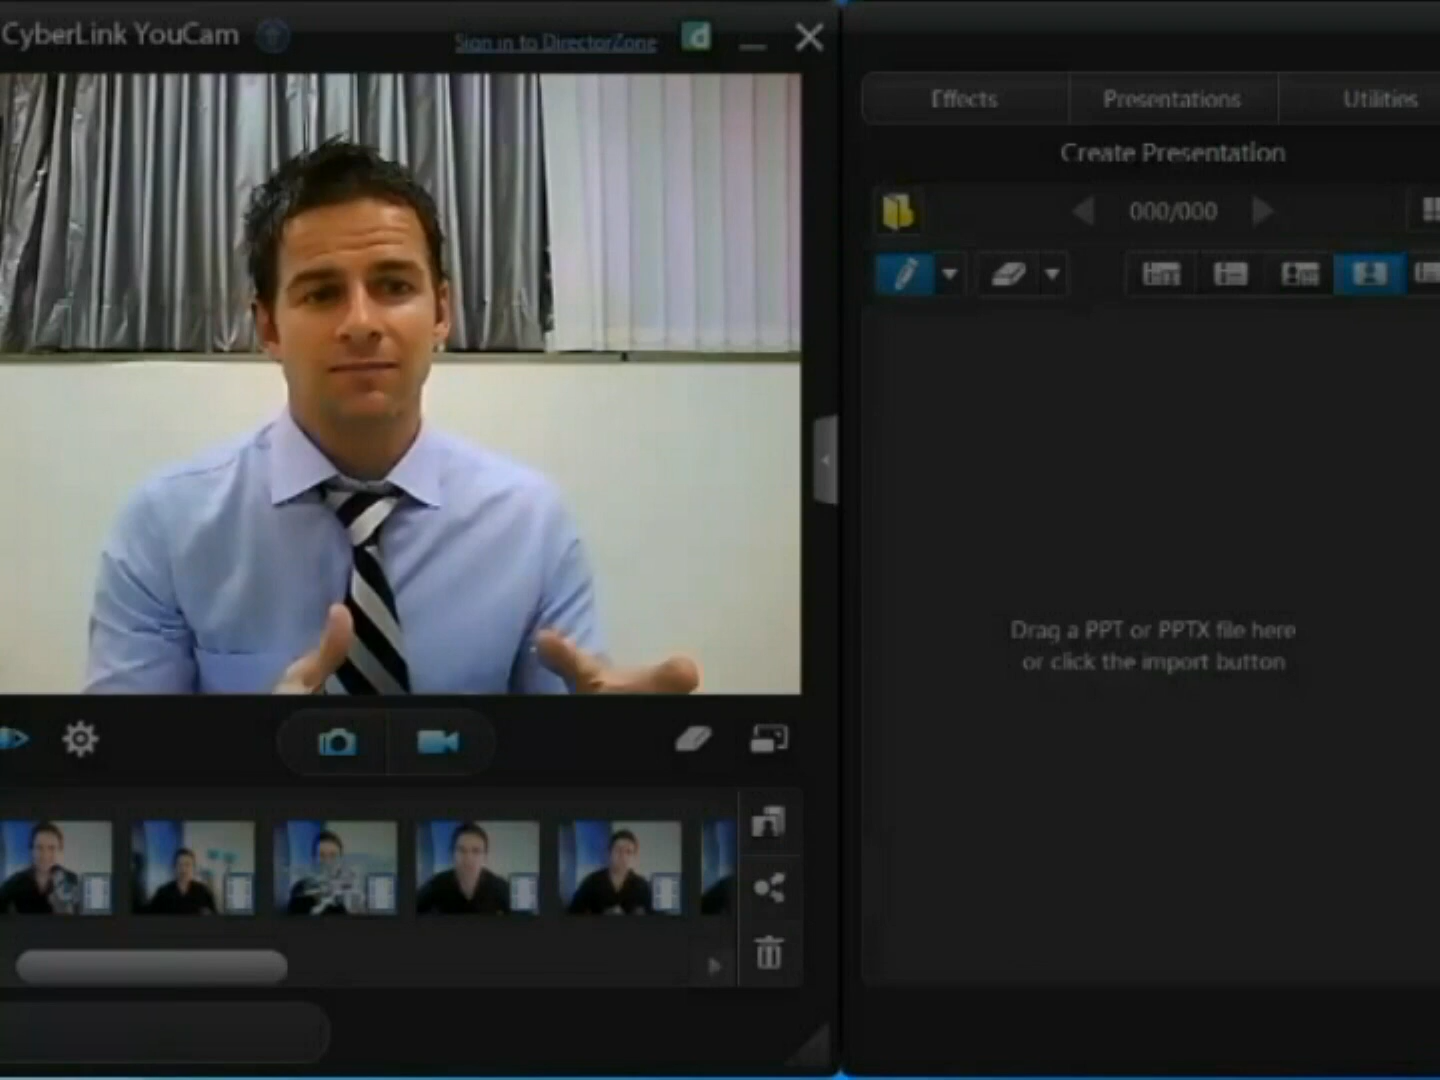 CyberLink YouCam
Sign in to DirectorZone
d
Effects
Presentations
Utilities
Create Presentation
000/000
Drag a PPT or PPTX file here
or click the import button